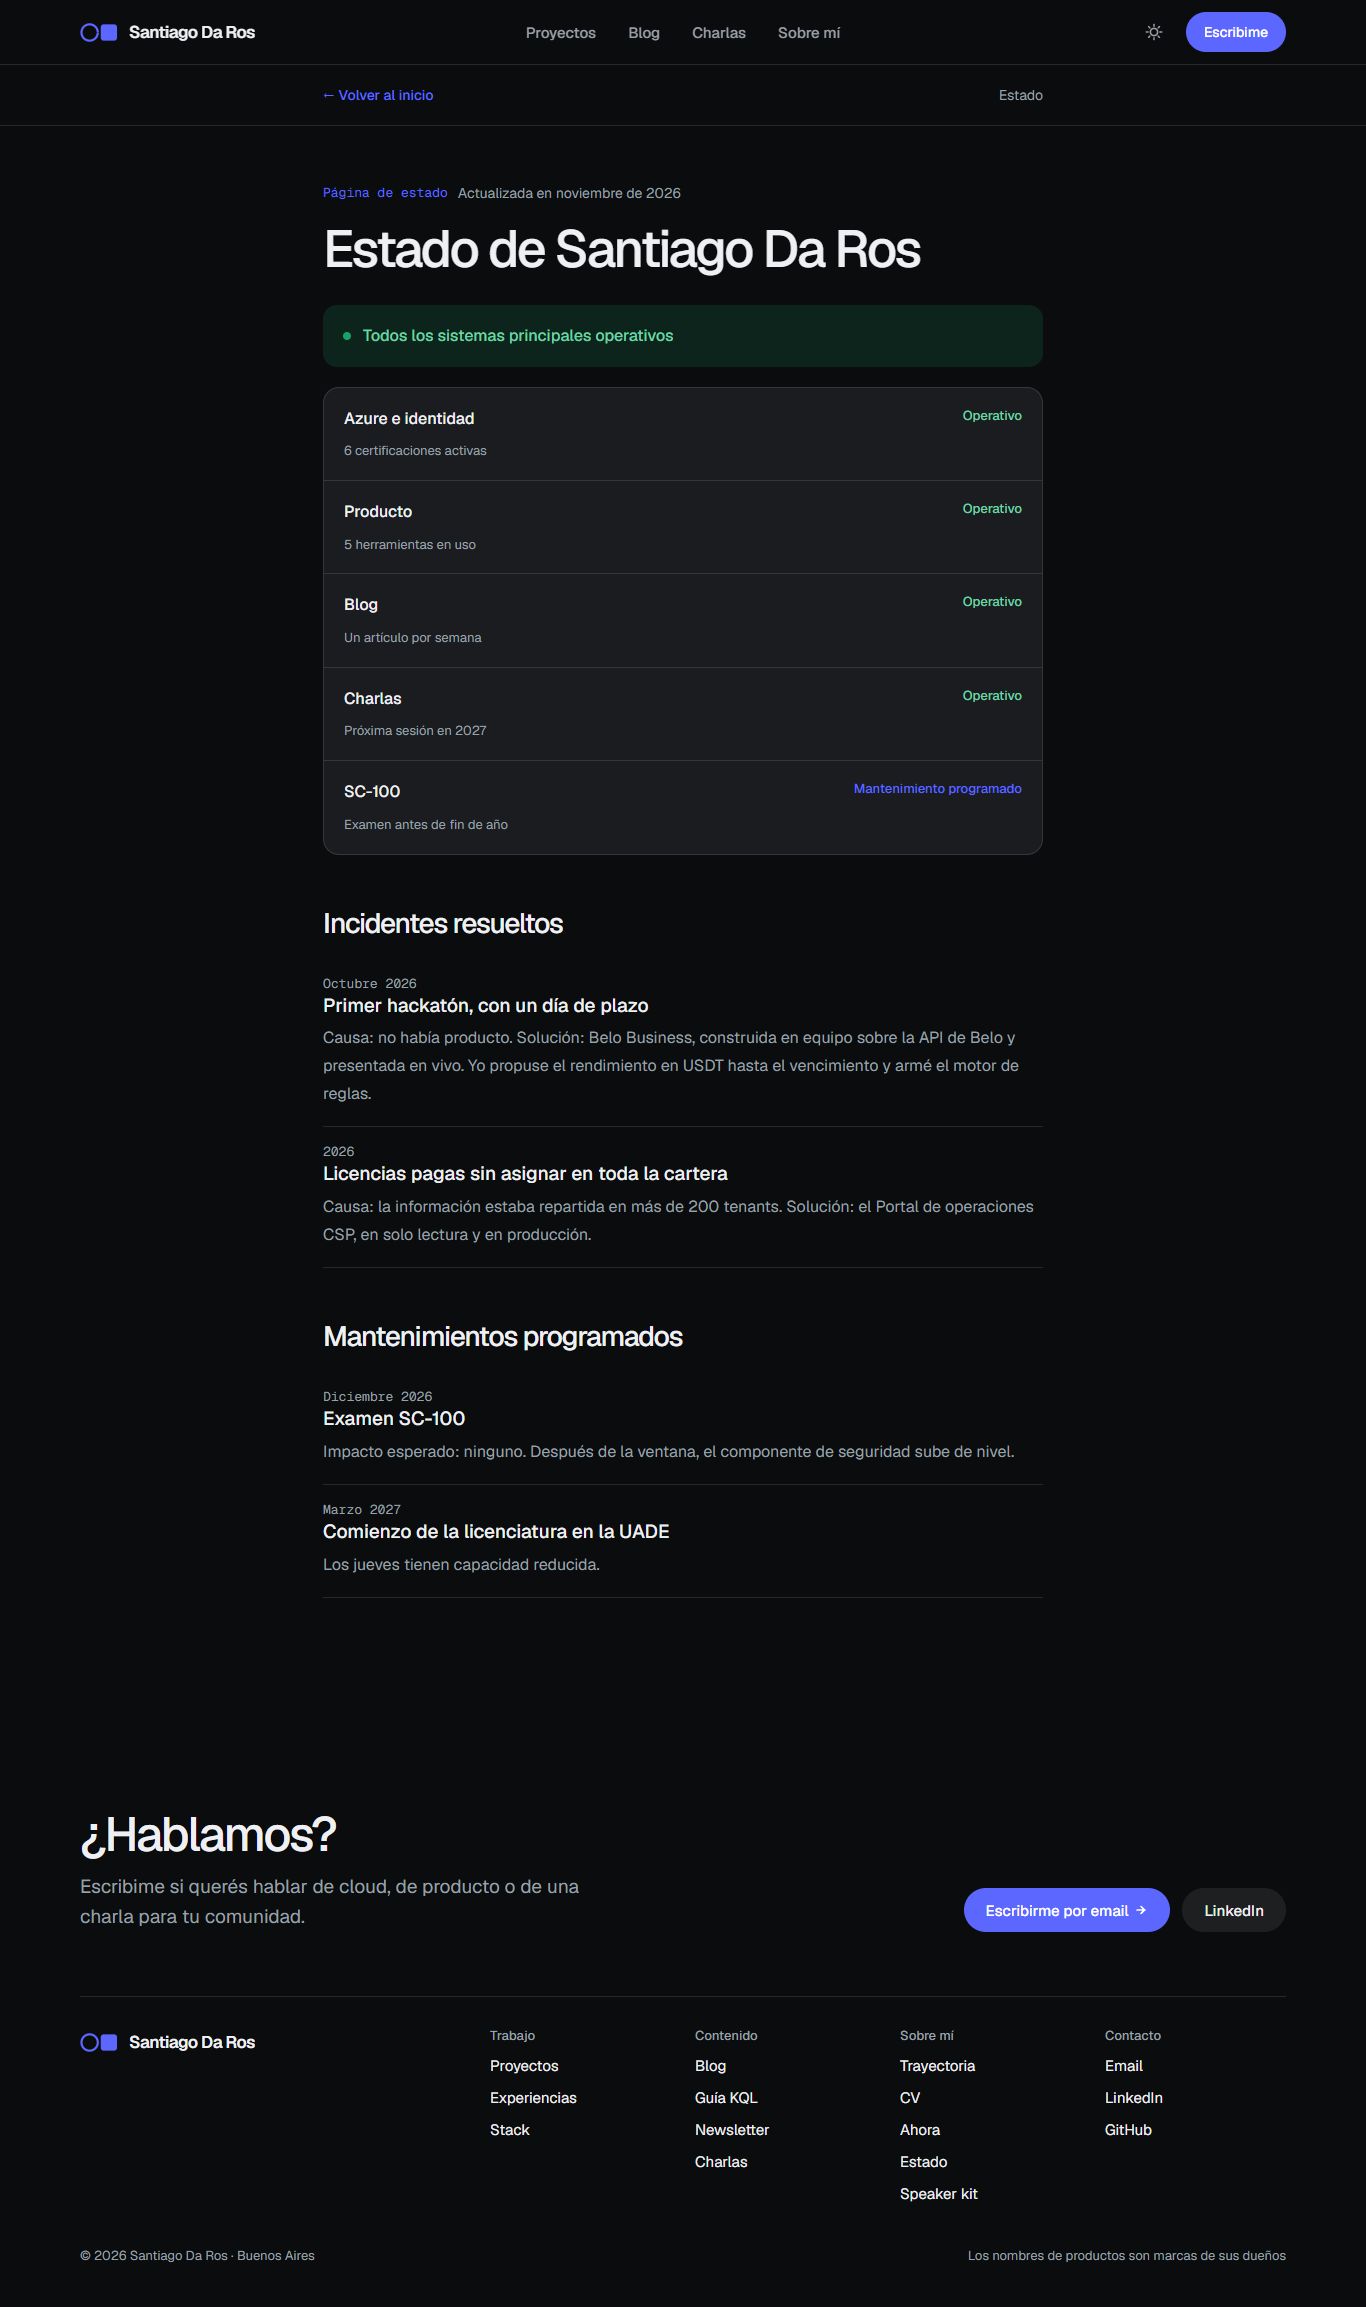 Santiago Da Ros
Proyectos Blog Charlas Sobre mí
Escribime
← Volver al inicio
Estado
Página de estado Actualizada en noviembre de 2026
Estado de Santiago Da Ros
Todos los sistemas principales operativos
Azure e identidad
Operativo
6 certificaciones activas
Producto
Operativo
5 herramientas en uso
Blog
Operativo
Un artículo por semana
Charlas
Operativo
Próxima sesión en 2027
SC-100
Mantenimiento programado
Examen antes de fin de año
Incidentes resueltos
Octubre 2026
Primer hackatón, con un día de plazo
Causa: no había producto. Solución: Belo Business, construida en equipo sobre la API de Belo y
presentada en vivo. Yo propuse el rendimiento en USDT hasta el vencimiento y armé el motor de
reglas.
2026
Licencias pagas sin asignar en toda la cartera
Causa: la información estaba repartida en más de 200 tenants. Solución: el Portal de operaciones
CSP, en solo lectura y en producción.
Mantenimientos programados
Diciembre 2026
Examen SC-100
Impacto esperado: ninguno. Después de la ventana, el componente de seguridad sube de nivel.
Marzo 2027
Comienzo de la licenciatura en la UADE
Los jueves tienen capacidad reducida.
¿Hablamos?
Escribime si querés hablar de cloud, de producto o de una
charla para tu comunidad.
Escribirme por email →
LinkedIn
Santiago Da Ros
Trabajo
Proyectos
Experiencias
Stack
Contenido
Blog
Guía KQL
Newsletter
Charlas
Sobre mí
Trayectoria
CV
Ahora
Estado
Speaker kit
Contacto
Email
LinkedIn
GitHub
© 2026 Santiago Da Ros · Buenos Aires
Los nombres de productos son marcas de sus dueños